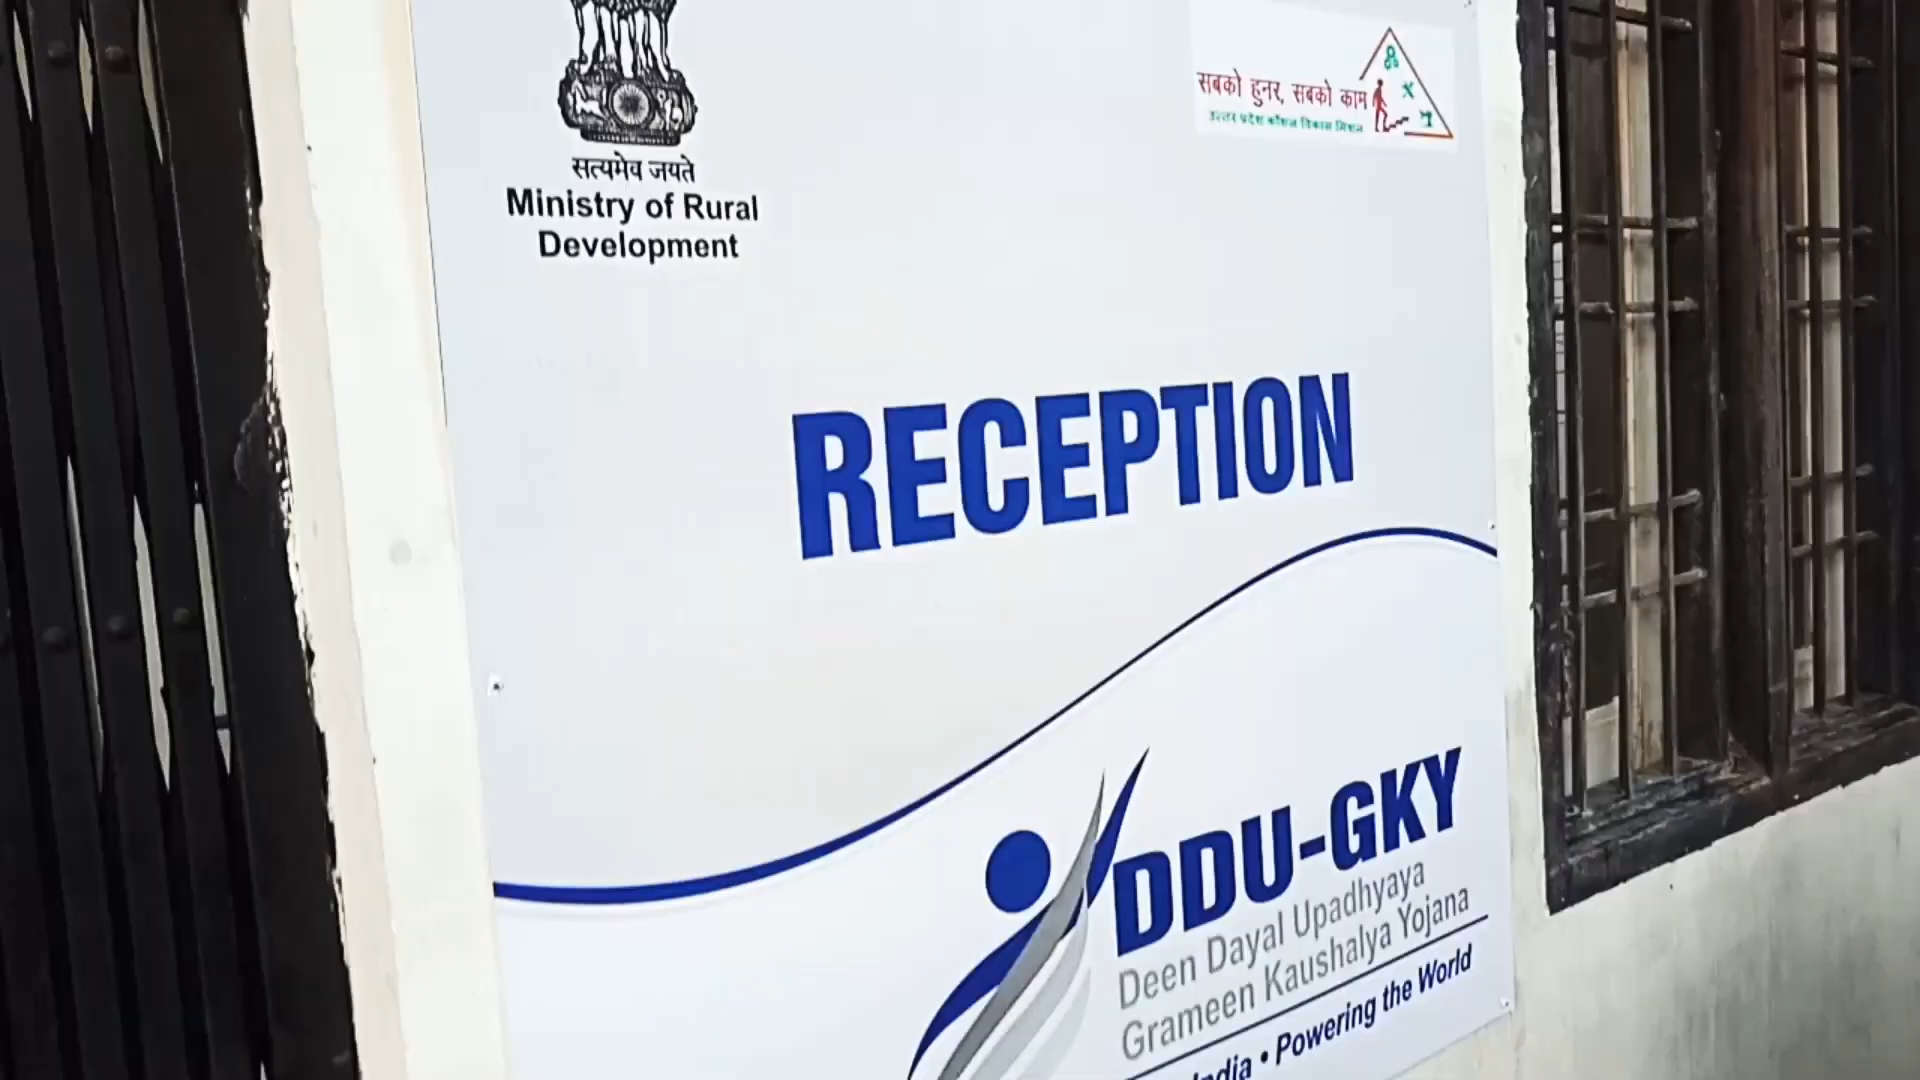 सत्यमेव जयते
Ministry of Rural
Development
सबको हुनर, सबको काम
उत्तर प्रदेश कौशल विकास मिशन
RECEPTION
DDU-GKY
Deen Dayal Upadhyaya
Grameen Kaushalya Yojana
India • Powering the World